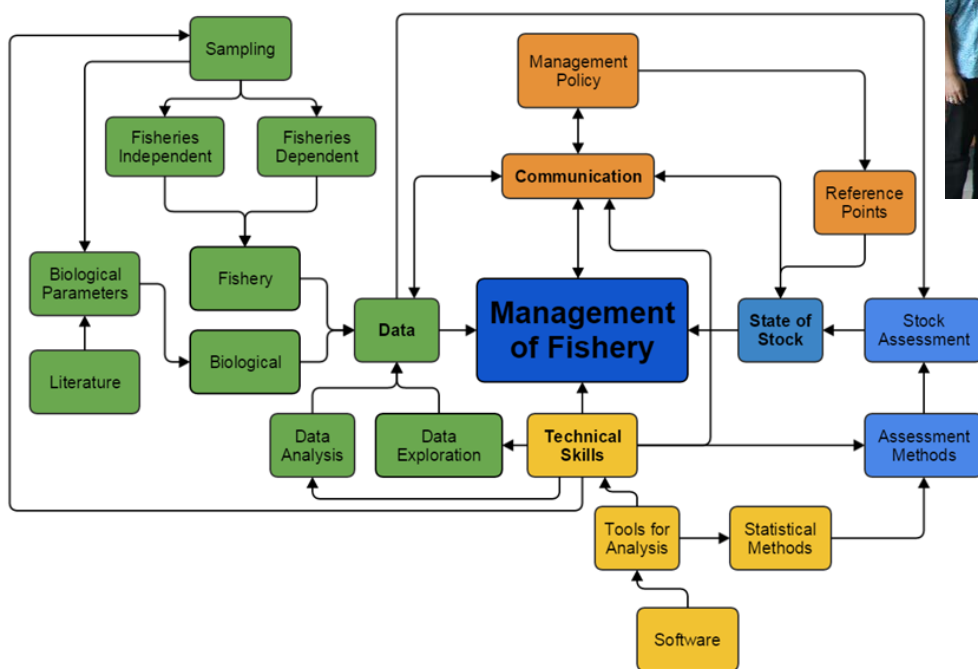 Sampling
Management
Policy
Fisheries
Independent
Fisheries
Dependent
Communication
Reference
Points
Biological
Parameters
Fishery
Management
of Fishery
Data
State of
Stock
Stock
Assessment
Literature
Biological
Data
Analysis
Data
Exploration
Technical
Skills
Assessment
Methods
Tools for
Analysis
Statistical
Methods
Software